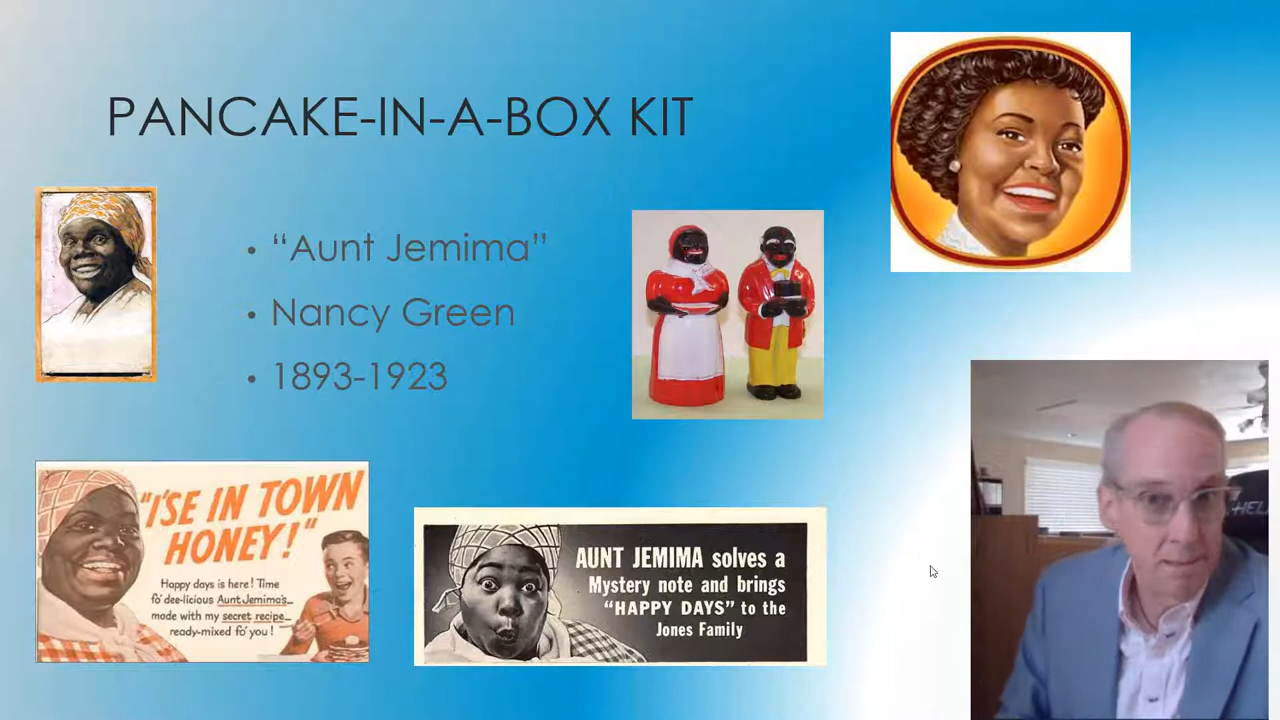 PANCAKE-IN-A-BOX KIT
• “Aunt Jemima”
• Nancy Green
• 1893-1923
"I'SE IN TOWN
HONEY!"
Happy days is here! Time
fo' dee-licious Aunt Jemima's—
made with my secret recipe—
ready-mixed fo' you!
AUNT JEMIMA solves a
Mystery note and brings
"HAPPY DAYS" to the
Jones Family